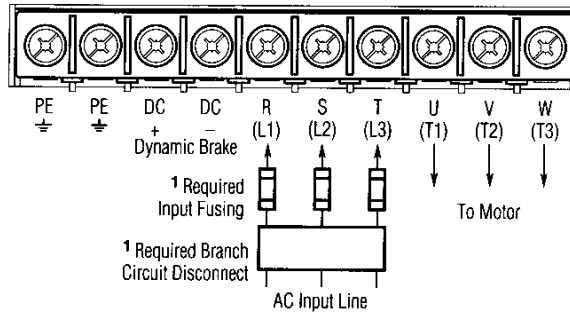 PE PE DC DC R S T U V W
+ – (L1) (L2) (L3) (T1) (T2) (T3)
Dynamic Brake
1 Required
Input Fusing
To Motor
1 Required Branch
Circuit Disconnect
AC Input Line